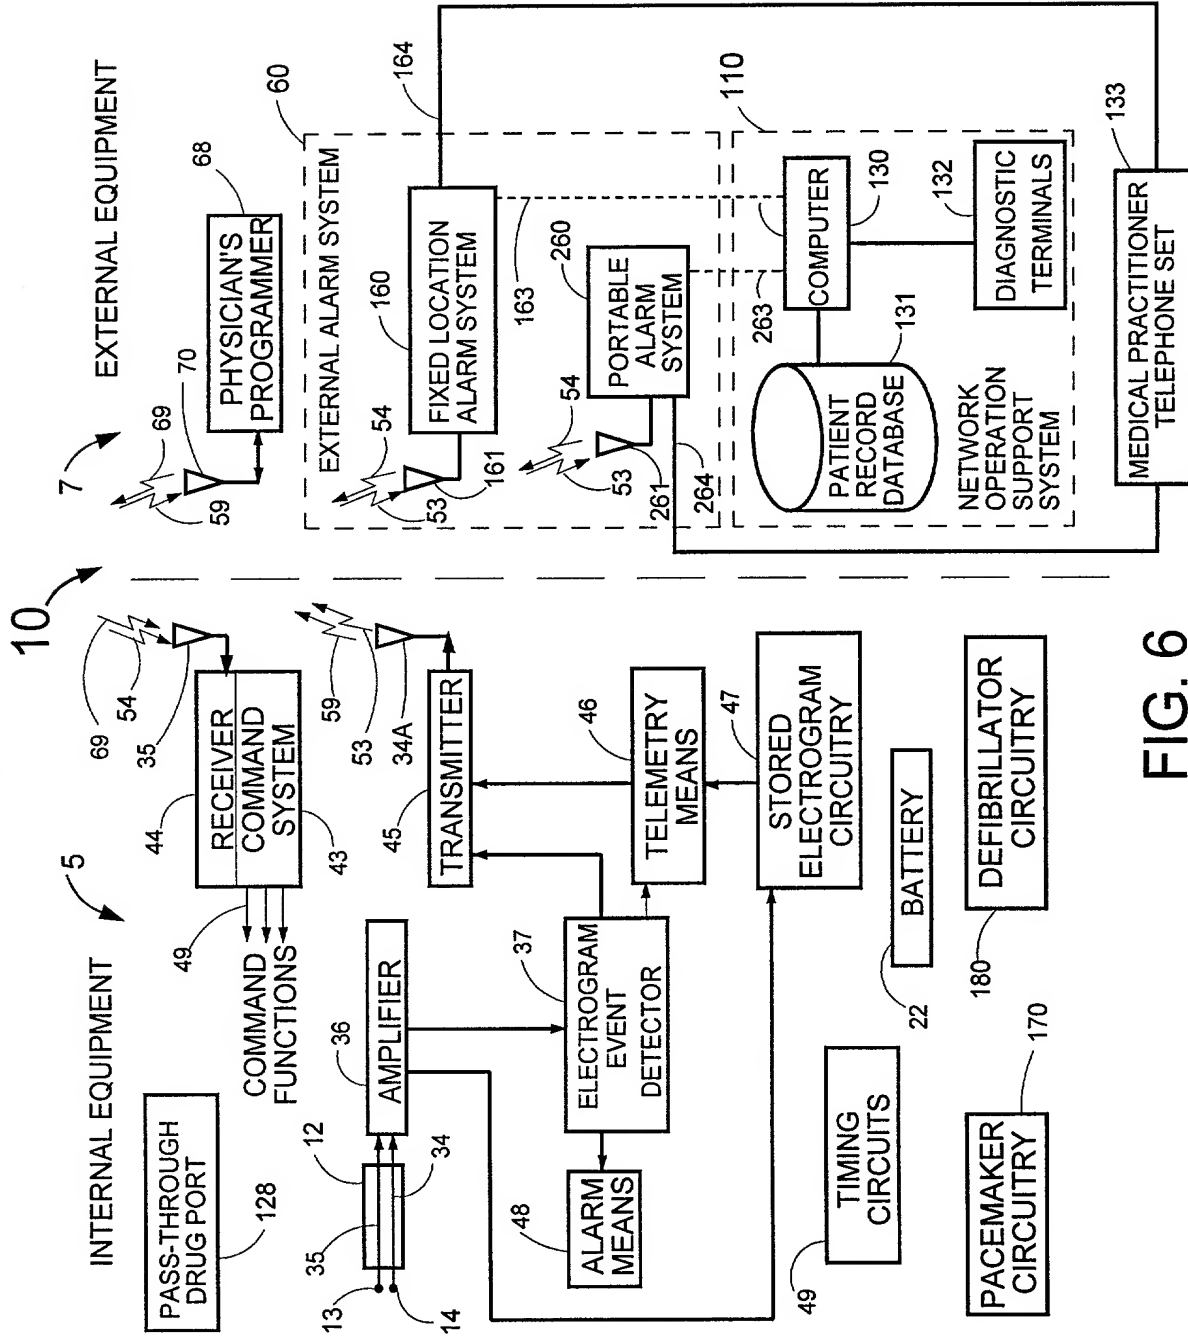 10
INTERNAL EQUIPMENT
5
PASS-THROUGH
DRUG PORT
128
44
RECEIVER
COMMAND
SYSTEM
43
49
COMMAND
FUNCTIONS
69
54
35
13
14
35
12
34
36
AMPLIFIER
45
TRANSMITTER
59
53
34A
37
ELECTROGRAM
EVENT
DETECTOR
46
TELEMETRY
MEANS
48
ALARM
MEANS
47
STORED
ELECTROGRAM
CIRCUITRY
49
TIMING
CIRCUITS
22
BATTERY
170
PACEMAKER
CIRCUITRY
180
DEFIBRILLATOR
CIRCUITRY
EXTERNAL EQUIPMENT
7
59
69
70
PHYSICIAN'S
PROGRAMMER
68
60
EXTERNAL ALARM SYSTEM
54
53
161
160
FIXED LOCATION
ALARM SYSTEM
164
163
54
53
261
264
260
PORTABLE
ALARM
SYSTEM
263
110
COMPUTER
130
131
PATIENT
RECORD
DATABASE
132
DIAGNOSTIC
TERMINALS
NETWORK
OPERATION
SUPPORT
SYSTEM
133
MEDICAL PRACTITIONER
TELEPHONE SET
FIG. 6